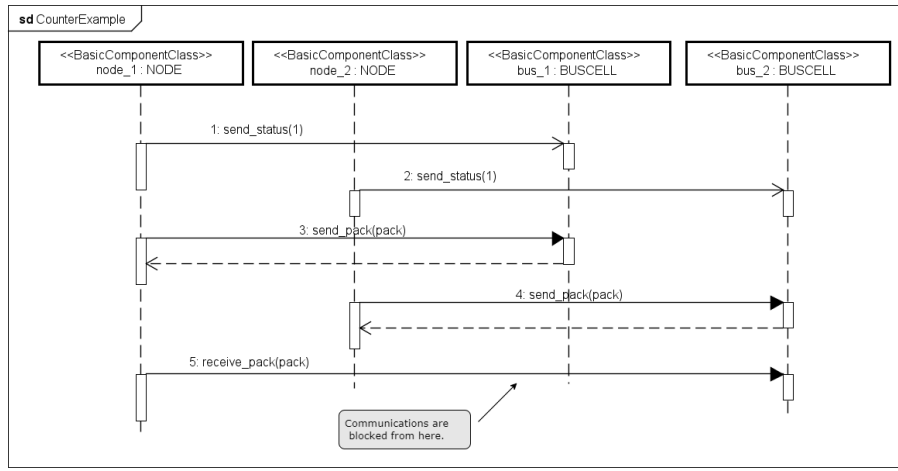 sd CounterExample
<<BasicComponentClass>>
node_1 : NODE
<<BasicComponentClass>>
node_2 : NODE
<<BasicComponentClass>>
bus_1 : BUSCELL
<<BasicComponentClass>>
bus_2 : BUSCELL
1: send_status(1)
2: send_status(1)
3: send_pack(pack)
4: send_pack(pack)
5: receive_pack(pack)
Communications are
blocked from here.